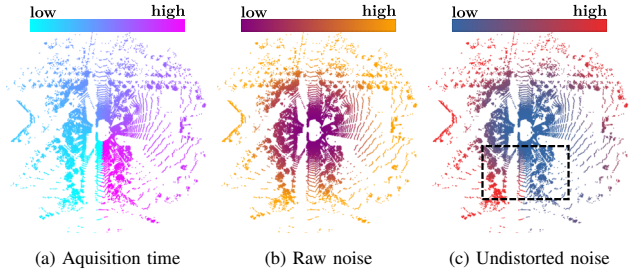 low high low high low high
(a) Aquisition time (b) Raw noise (c) Undistorted noise